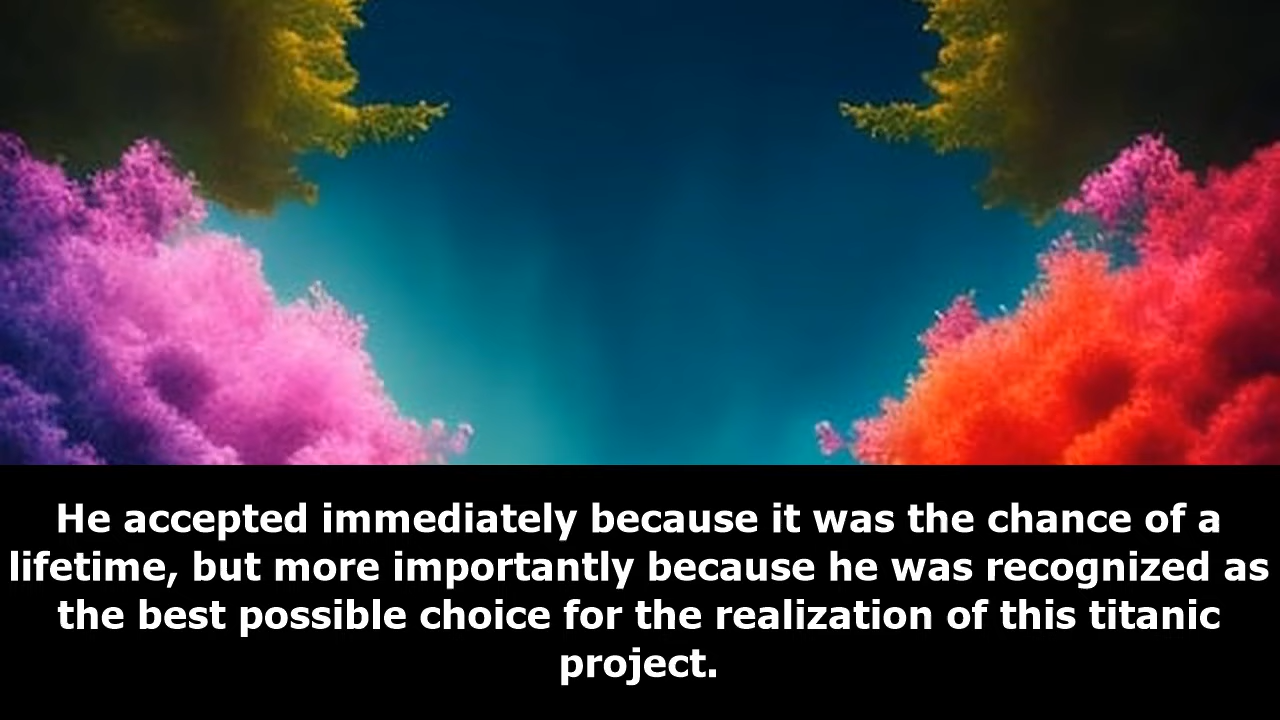 He accepted immediately because it was the chance of a
lifetime, but more importantly because he was recognized as
the best possible choice for the realization of this titanic
project.